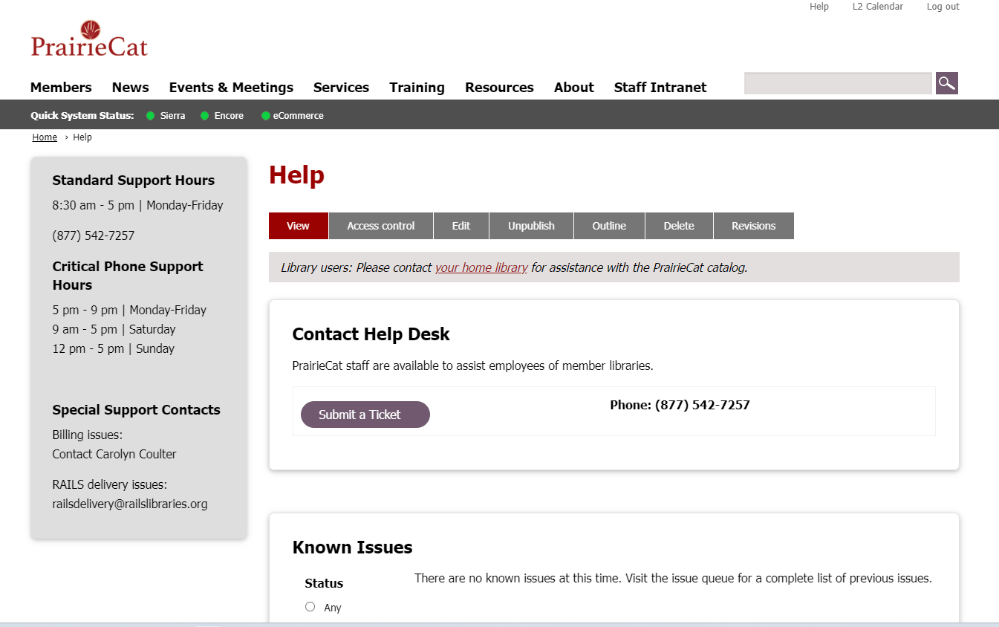 Help L2 Calendar Log out
PrairieCat
Members News Events & Meetings Services Training Resources About Staff Intranet
Quick System Status: Sierra Encore eCommerce
Home › Help
Standard Support Hours
8:30 am - 5 pm | Monday-Friday
(877) 542-7257
Critical Phone Support
Hours
5 pm - 9 pm | Monday-Friday
9 am - 5 pm | Saturday
12 pm - 5 pm | Sunday
Special Support Contacts
Billing issues:
Contact Carolyn Coulter
RAILS delivery issues:
railsdelivery@railslibraries.org
Help
View Access control Edit Unpublish Outline Delete Revisions
Library users: Please contact your home library for assistance with the PrairieCat catalog.
Contact Help Desk
PrairieCat staff are available to assist employees of member libraries.
Submit a Ticket
Phone: (877) 542-7257
Known Issues
Status
Any
There are no known issues at this time. Visit the issue queue for a complete list of previous issues.